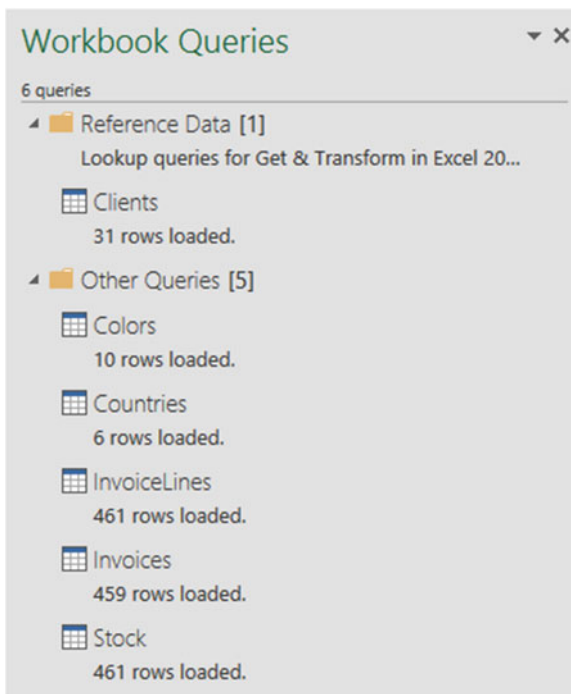 Workbook Queries
6 queries
Reference Data [1]
Lookup queries for Get & Transform in Excel 20...
Clients
31 rows loaded.
Other Queries [5]
Colors
10 rows loaded.
Countries
6 rows loaded.
InvoiceLines
461 rows loaded.
Invoices
459 rows loaded.
Stock
461 rows loaded.